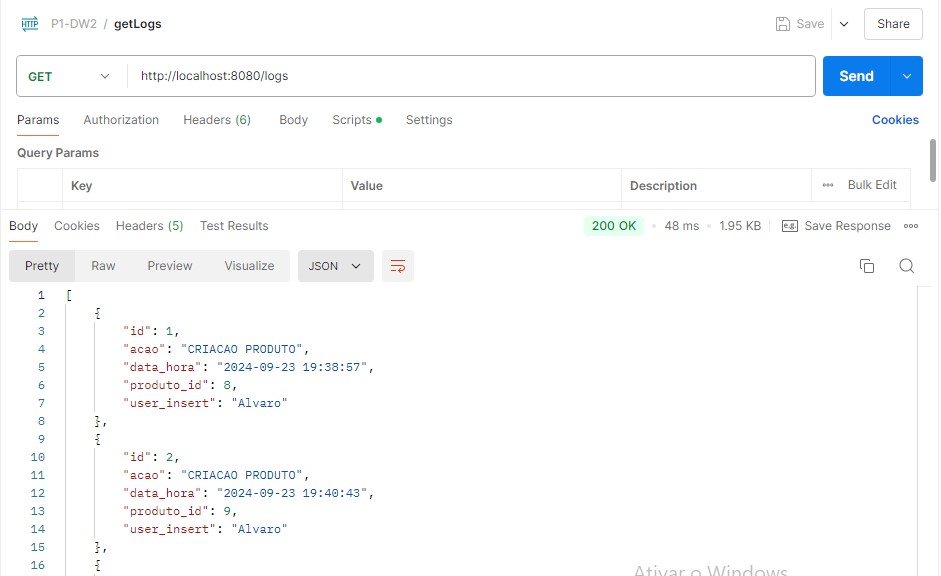 HTTP P1-DW2 / getLogs Save Share
GET http://localhost:8080/logs Send
Params Authorization Headers (6) Body Scripts Settings Cookies
Query Params
Key Value Description Bulk Edit
Body Cookies Headers (5) Test Results 200 OK 48 ms 1.95 KB e.g. Save Response
Pretty Raw Preview Visualize JSON
1 [
2 {
3 "id": 1,
4 "acao": "CRIACAO PRODUTO",
5 "data_hora": "2024-09-23 19:38:57",
6 "produto_id": 8,
7 "user_insert": "Alvaro"
8 },
9 {
10 "id": 2,
11 "acao": "CRIACAO PRODUTO",
12 "data_hora": "2024-09-23 19:40:43",
13 "produto_id": 9,
14 "user_insert": "Alvaro"
15 },
16 {
Ativar o Windows